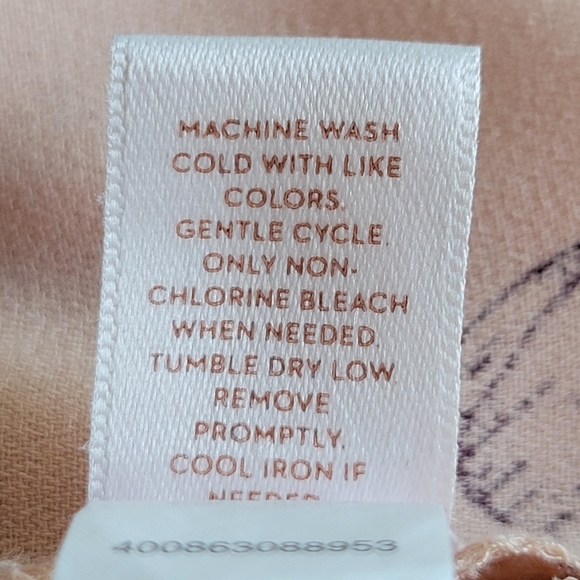 MACHINE WASH
COLD WITH LIKE
COLORS.
GENTLE CYCLE.
ONLY NON-
CHLORINE BLEACH
WHEN NEEDED.
TUMBLE DRY LOW
REMOVE
PROMPTLY.
COOL IRON IF
NEEDED.
400863088953